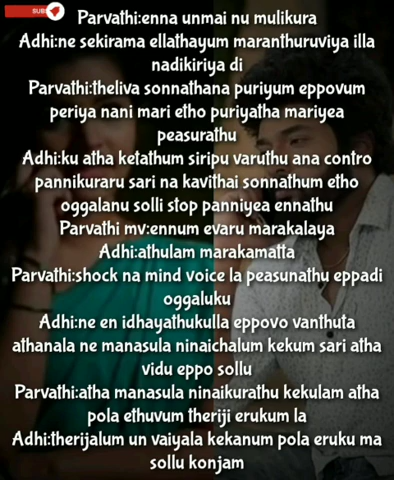 SUB
Parvathi:enna unmai nu mulikura
Adhi:ne sekirama ellathayum maranthuruviya illa
nadikiriya di
Parvathi:theliva sonnathana puriyum eppovum
periya nani mari etho puriyatha mariyea
peasurathu
Adhi:ku atha ketathum siripu varuthu ana contro
pannikuraru sari na kavithai sonnathum etho
oggalanu solli stop panniyea ennathu
Parvathi mv:ennum evaru marakalaya
Adhi:athulam marakamatta
Parvathi:shock na mind voice la peasunathu eppadi
oggaluku
Adhi:ne en idhayathukulla eppovo vanthuta
athanala ne manasula ninaichalum kekum sari atha
vidu eppo sollu
Parvathi:atha manasula ninaikurathu kekulam atha
pola ethuvum theriji erukum la
Adhi:therijalum un vaiyala kekanum pola eruku ma
sollu konjam